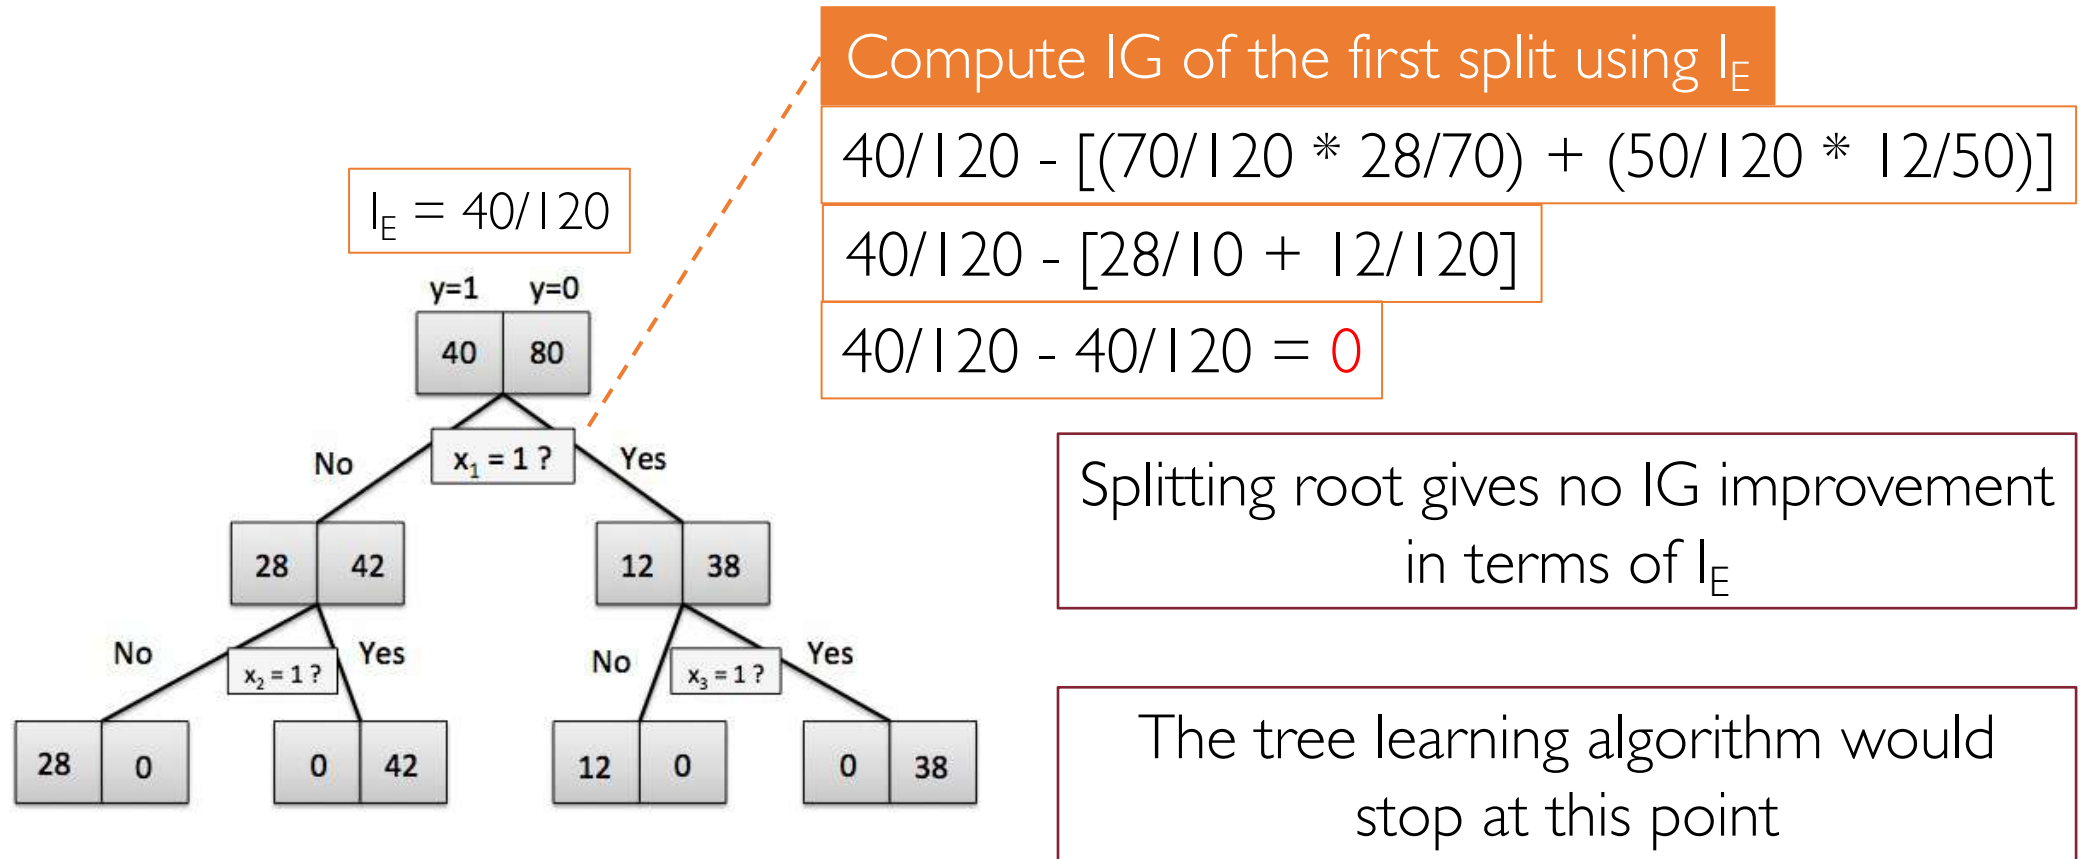 Compute IG of the first split using I_E
40/120 - [(70/120 * 28/70) + (50/120 * 12/50)]
40/120 - [28/10 + 12/120]
40/120 - 40/120 = 0
I_E = 40/120
y=1 y=0
40 80
No x₁ = 1 ? Yes
28 42 12 38
No x₂ = 1 ? Yes No x₃ = 1 ? Yes
28 0 0 42 12 0 0 38
Splitting root gives no IG improvement
in terms of I_E
The tree learning algorithm would
stop at this point